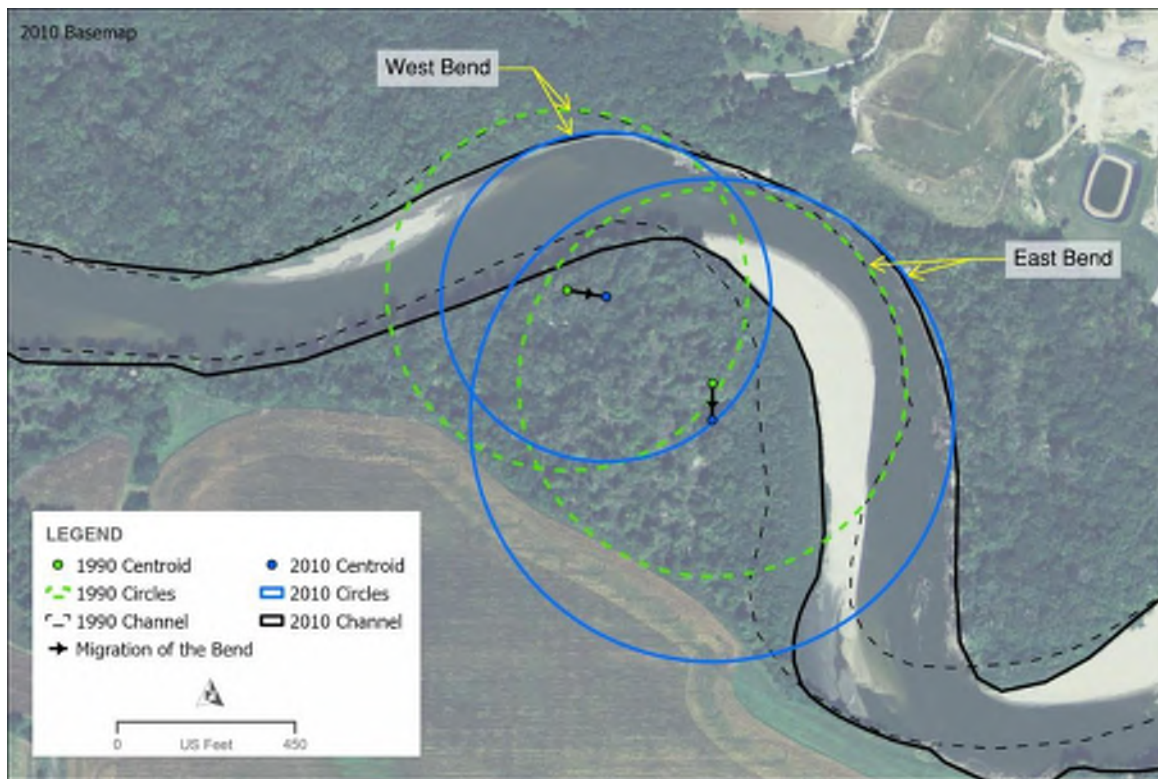 2010 Basemap
West Bend
East Bend
LEGEND
1990 Centroid
2010 Centroid
1990 Circles
2010 Circles
1990 Channel
2010 Channel
Migration of the Bend
0
US Feet
450